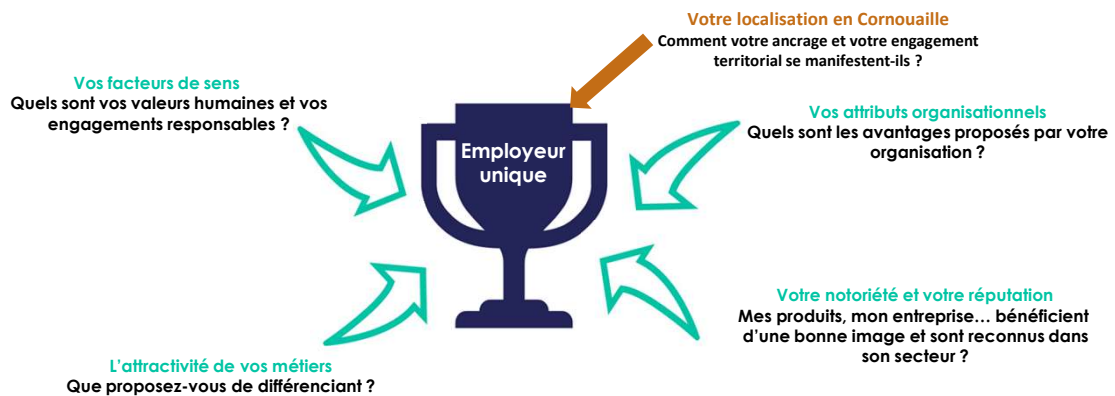 Votre localisation en Cornouaille
Comment votre ancrage et votre engagement
territorial se manifestent-ils ?
Vos facteurs de sens
Quels sont vos valeurs humaines et vos
engagements responsables ?
Vos attributs organisationnels
Quels sont les avantages proposés par votre
organisation ?
Employeur
unique
Votre notoriété et votre réputation
Mes produits, mon entreprise… bénéficient
d'une bonne image et sont reconnus dans
son secteur ?
L'attractivité de vos métiers
Que proposez-vous de différenciant ?